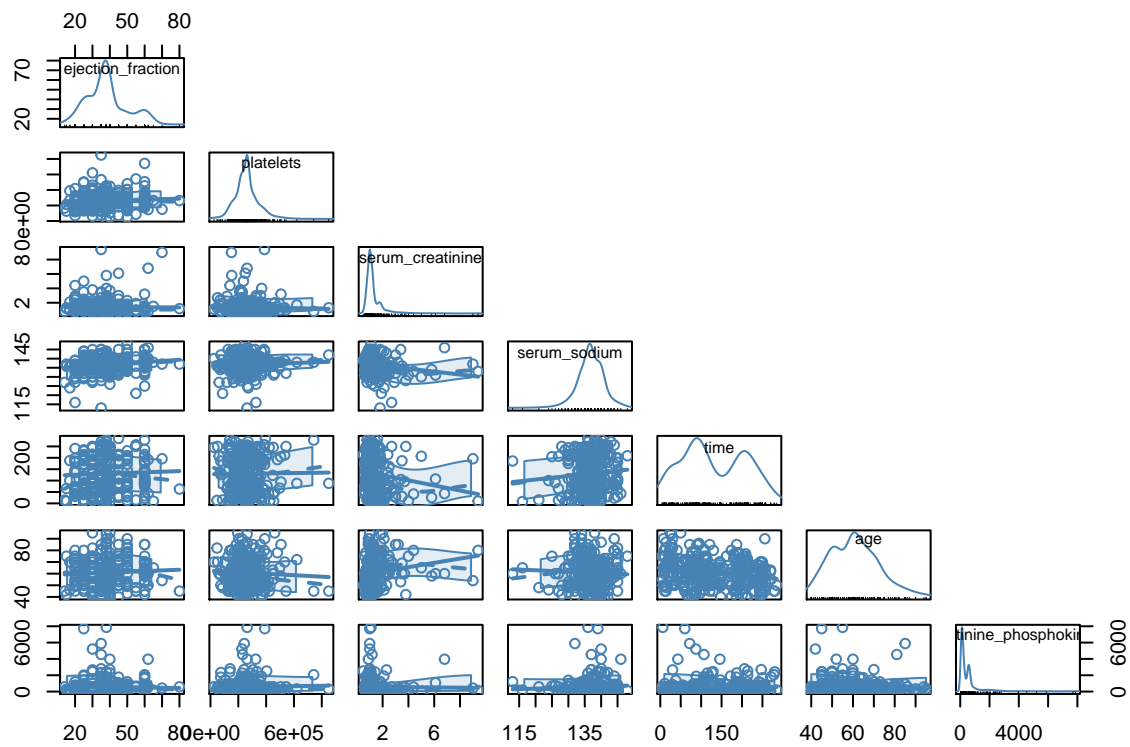 20 50 80
ejection_fraction
20 70
platelets
0e+00
serum_creatinine
2 8
serum_sodium
115 145
time
0 200
age
40 80
tinine_phosphokin
0 6000
0 6000
20 50 80 0e+00 6e+05 2 6 115 135 0 150 40 60 80 0 4000